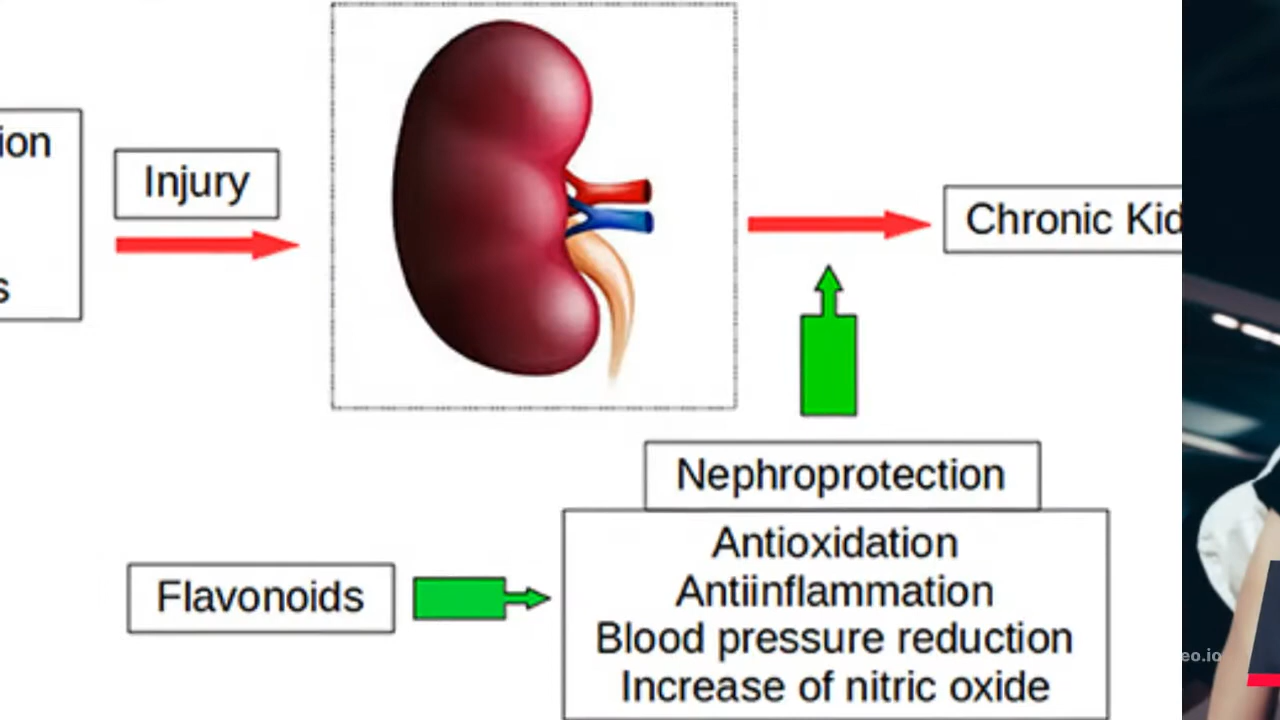 ion
Injury
s
Chronic Kid
Nephroprotection
Antioxidation
Antiinflammation
Flavonoids
Blood pressure reduction
Increase of nitric oxide
eo.io